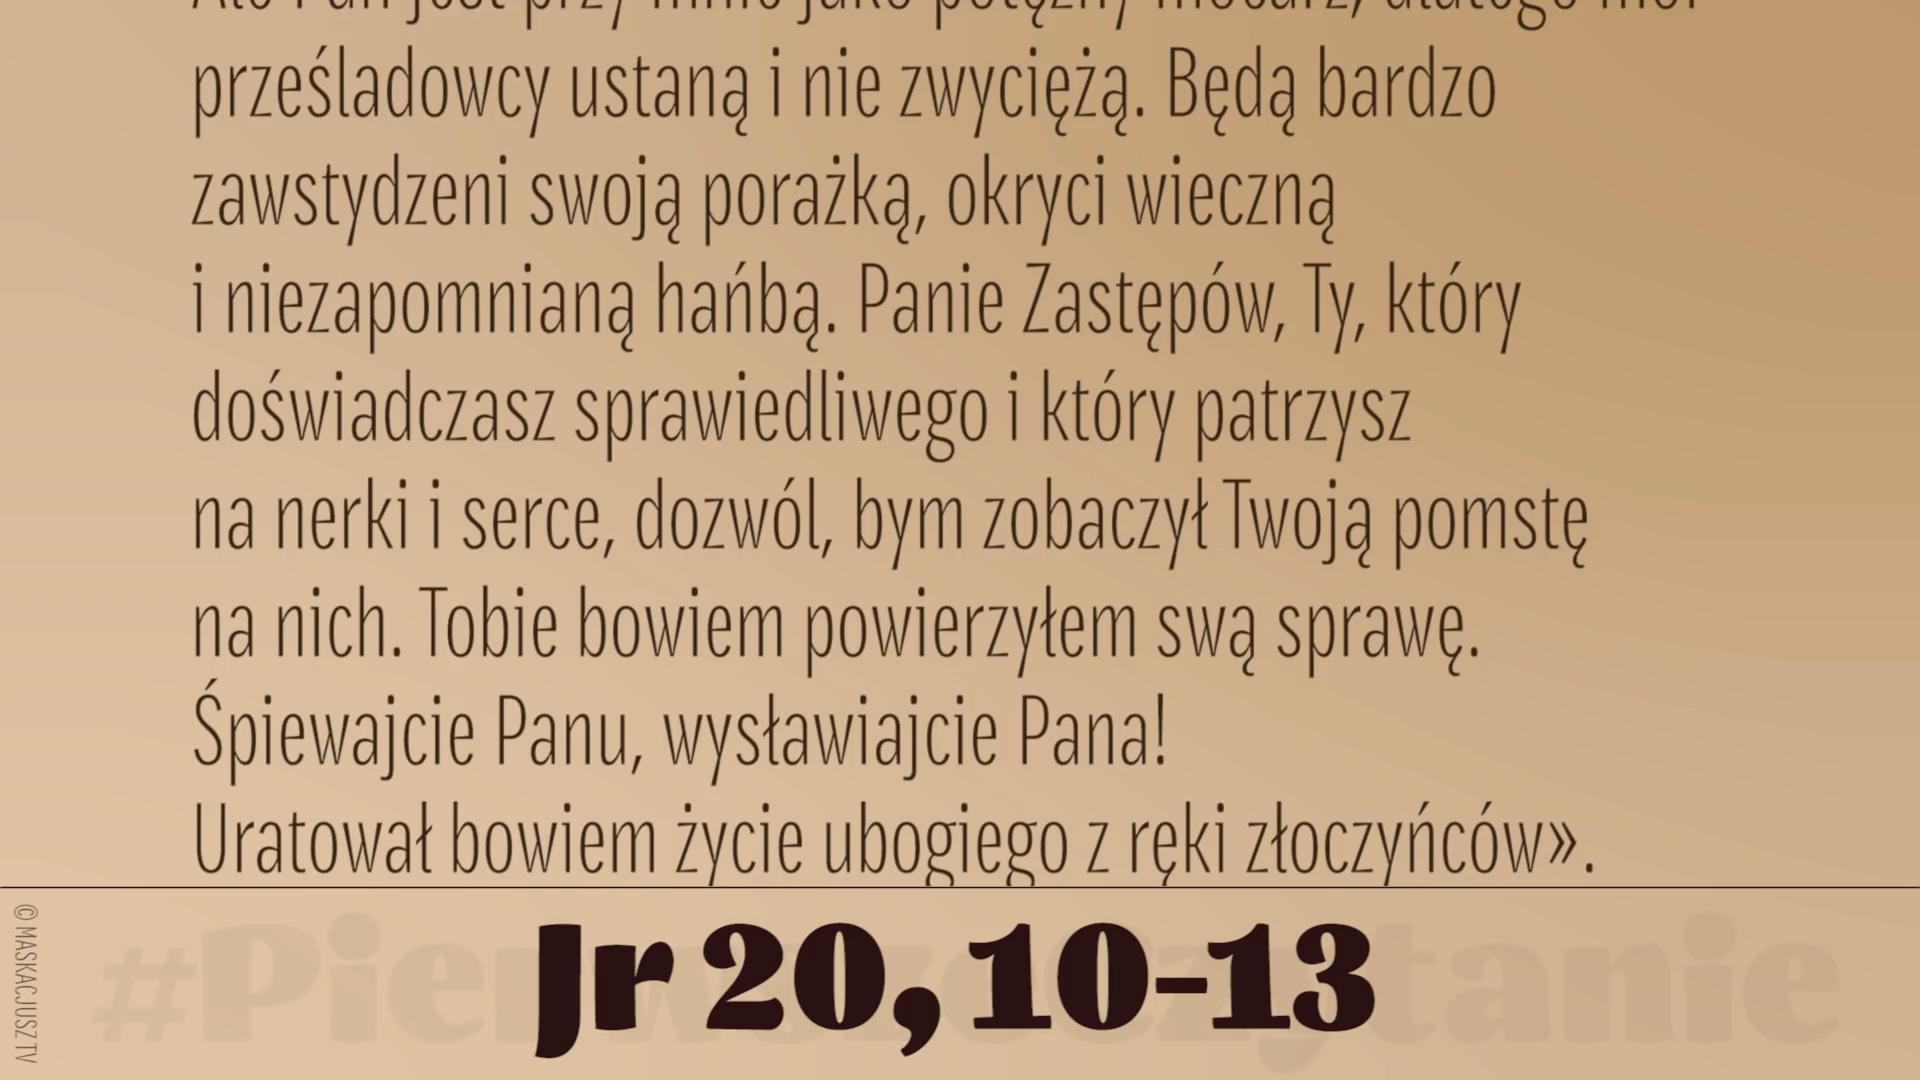 prześladowcy ustaną i nie zwyciężą. Będą bardzo
zawstydzeni swoją porażką, okryci wieczną
i niezapomnianą hańbą. Panie Zastępów, Ty, który
doświadczasz sprawiedliwego i który patrzysz
na nerki i serce, dozwól, bym zobaczył Twoją pomstę
na nich. Tobie bowiem powierzyłem swą sprawę.
Śpiewajcie Panu, wysławiajcie Pana!
Uratował bowiem życie ubogiego z ręki złoczyńców».
Jr 20, 10-13
© MASKACJUSZ TV